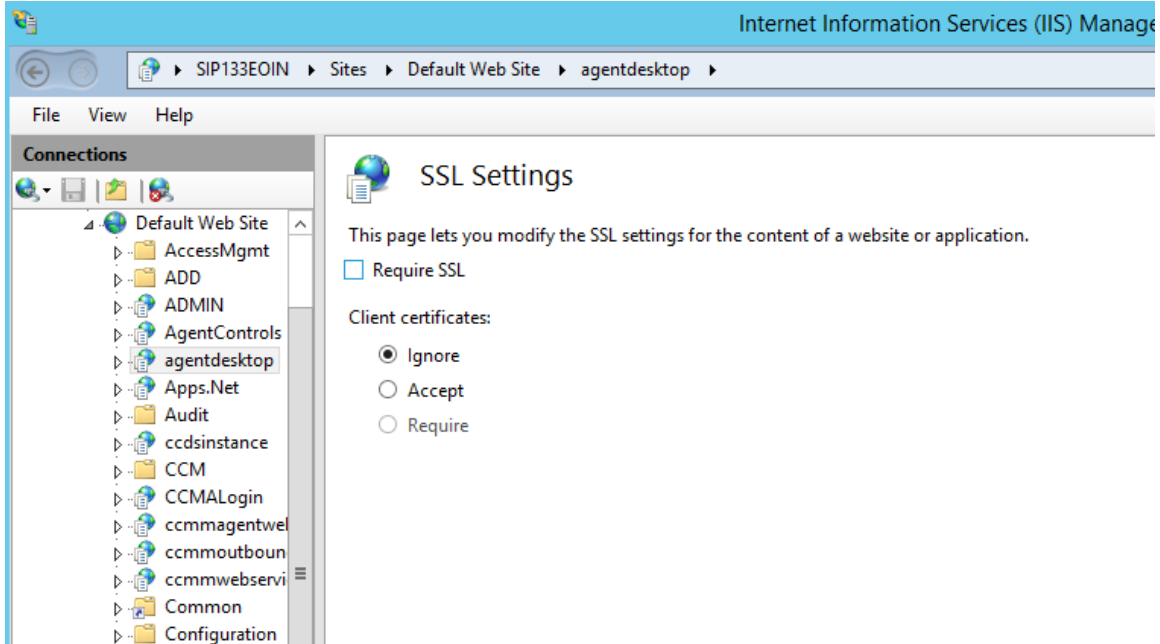 Internet Information Services (IIS) Manage
SIP133EOIN Sites Default Web Site agentdesktop
File View Help
Connections
Default Web Site
AccessMgmt
ADD
ADMIN
AgentControls
agentdesktop
Apps.Net
Audit
ccdsinstance
CCM
CCMALogin
ccmmagentwel
ccmmoutboun
ccmmwebservi
Common
Configuration
SSL Settings
This page lets you modify the SSL settings for the content of a website or application.
Require SSL
Client certificates:
Ignore
Accept
Require